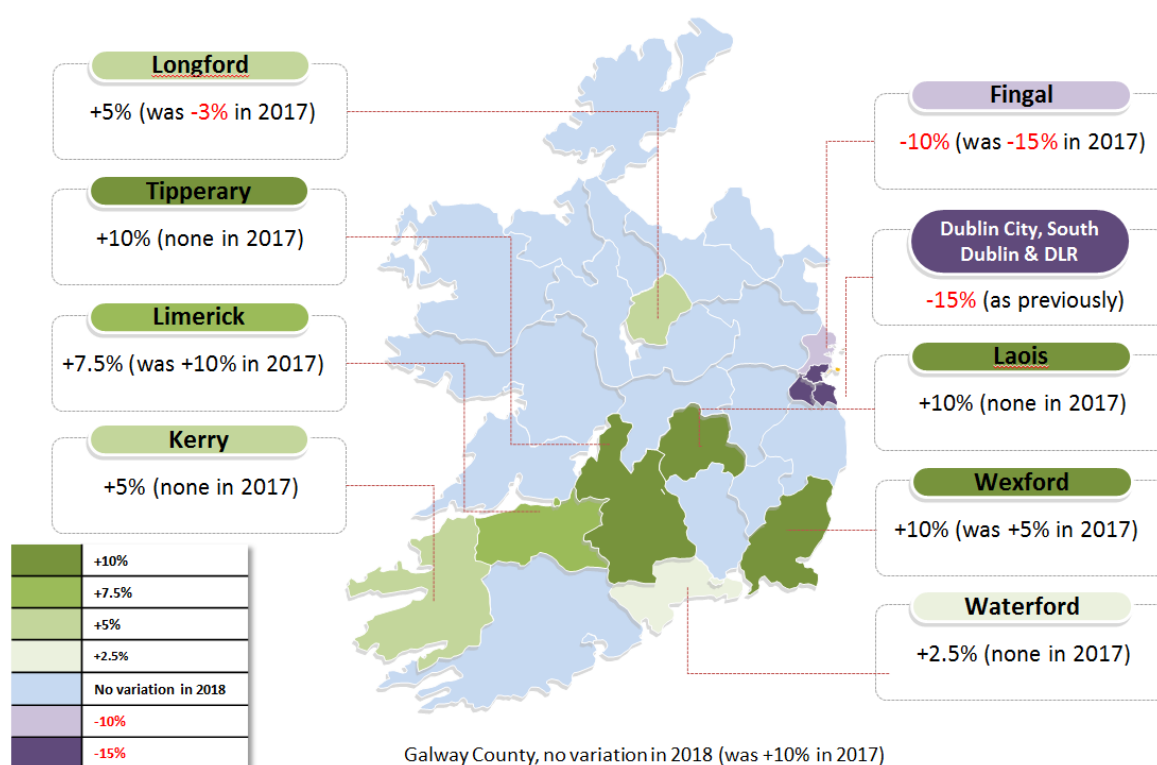 Longford
+5% (was -3% in 2017)
Tipperary
+10% (none in 2017)
Limerick
+7.5% (was +10% in 2017)
Kerry
+5% (none in 2017)
Fingal
-10% (was -15% in 2017)
Dublin City, South
Dublin & DLR
-15% (as previously)
Laois
+10% (none in 2017)
Wexford
+10% (was +5% in 2017)
Waterford
+2.5% (none in 2017)
+10%
+7.5%
+5%
+2.5%
No variation in 2018
-10%
-15%
Galway County, no variation in 2018 (was +10% in 2017)